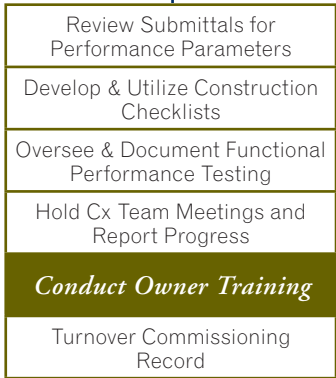 Review Submittals for
Performance Parameters
Develop & Utilize Construction
Checklists
Oversee & Document Functional
Performance Testing
Hold Cx Team Meetings and
Report Progress
Conduct Owner Training
Turnover Commissioning
Record